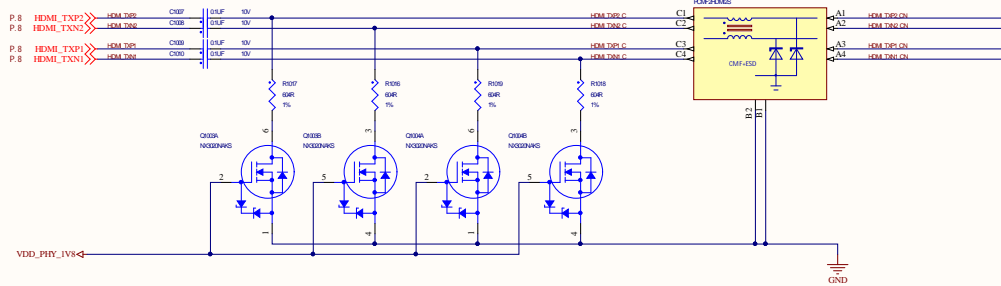 PCMF2HDMI2S
P. 8 HDMI_TXP2 HDMI_TXP2 C1007 0.1UF 10V HDMI_TXP2_C C1 A1 HDMI_TXP2_CN
P. 8 HDMI_TXN2 HDMI_TXN2 C1008 0.1UF 10V HDMI_TXN2_C C2 A2 HDMI_TXN2_CN
P. 8 HDMI_TXP1 HDMI_TXP1 C1009 0.1UF 10V HDMI_TXP1_C C3 A3 HDMI_TXP1_CN
P. 8 HDMI_TXN1 HDMI_TXN1 C1010 0.1UF 10V HDMI_TXN1_C C4 A4 HDMI_TXN1_CN
CMF+ESD
R1017 R1016 R1019 R1018
604R 604R 604R 604R
1% 1% 1% 1%
B2 B1
6 3 6 3
Q1003A Q1003B Q1004A Q1004B
NX3020NAKS NX3020NAKS NX3020NAKS NX3020NAKS
2 5 2 5
1 4 1 4
VDD_PHY_1V8
GND